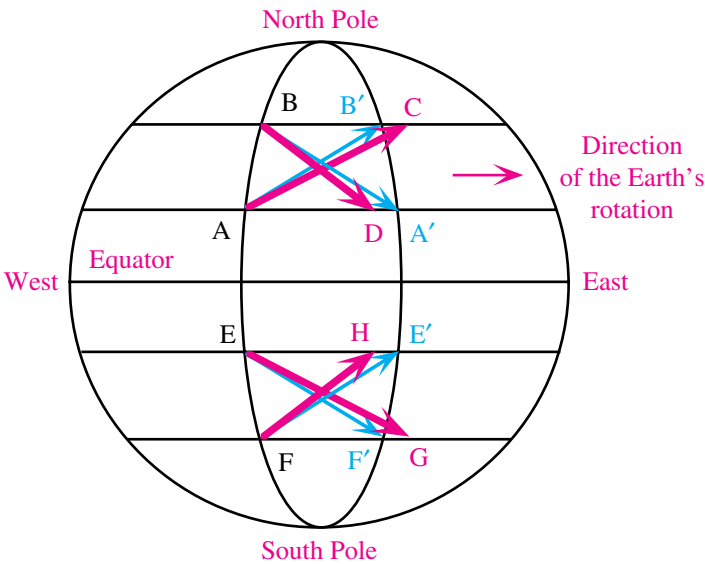 North Pole
B
B′
C
Direction
of the Earth's
rotation
A
D
A′
Equator
West
East
E
H
E′
F
F′
G
South Pole